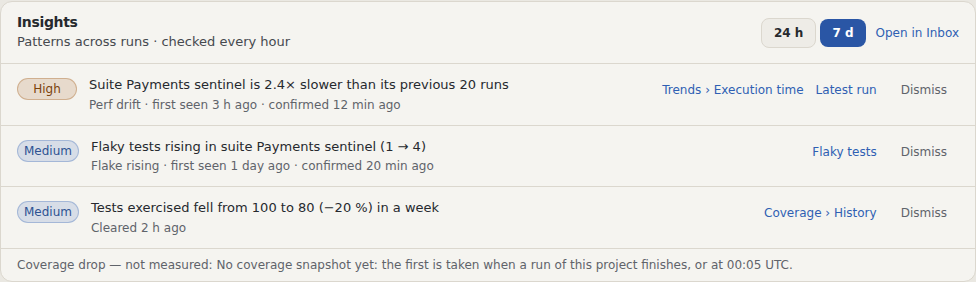 Insights
Patterns across runs · checked every hour
24 h
7 d
Open in Inbox
High
Suite Payments sentinel is 2.4× slower than its previous 20 runs
Perf drift · first seen 3 h ago · confirmed 12 min ago
Trends › Execution time
Latest run
Dismiss
Medium
Flaky tests rising in suite Payments sentinel (1 → 4)
Flake rising · first seen 1 day ago · confirmed 20 min ago
Flaky tests
Dismiss
Medium
Tests exercised fell from 100 to 80 (−20 %) in a week
Cleared 2 h ago
Coverage › History
Dismiss
Coverage drop — not measured: No coverage snapshot yet: the first is taken when a run of this project finishes, or at 00:05 UTC.